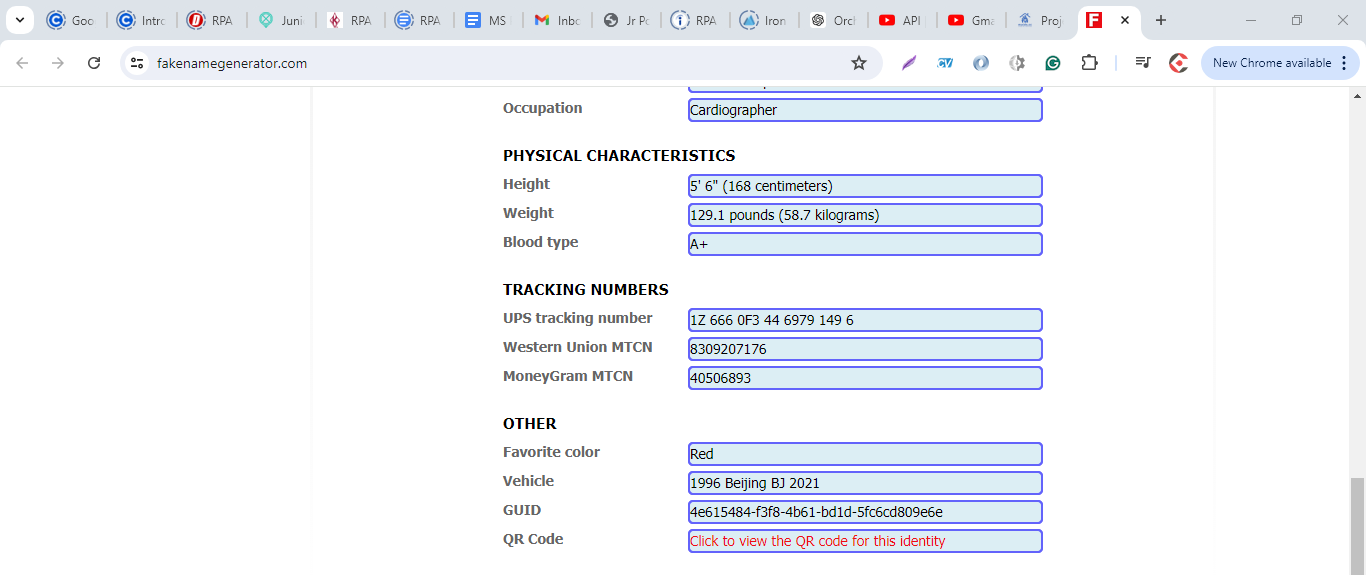 Goo
Intro
RPA
Juni
RPA
RPA
MS
Inbo
Jr Po
RPA
Iron
Orch
API
Gma
Proj
fakenamegenerator.com
New Chrome available
Occupation Cardiographer
PHYSICAL CHARACTERISTICS
Height 5' 6" (168 centimeters)
Weight 129.1 pounds (58.7 kilograms)
Blood type A+
TRACKING NUMBERS
UPS tracking number 1Z 666 0F3 44 6979 149 6
Western Union MTCN 8309207176
MoneyGram MTCN 40506893
OTHER
Favorite color Red
Vehicle 1996 Beijing BJ 2021
GUID 4e615484-f3f8-4b61-bd1d-5fc6cd809e6e
QR Code Click to view the QR code for this identity